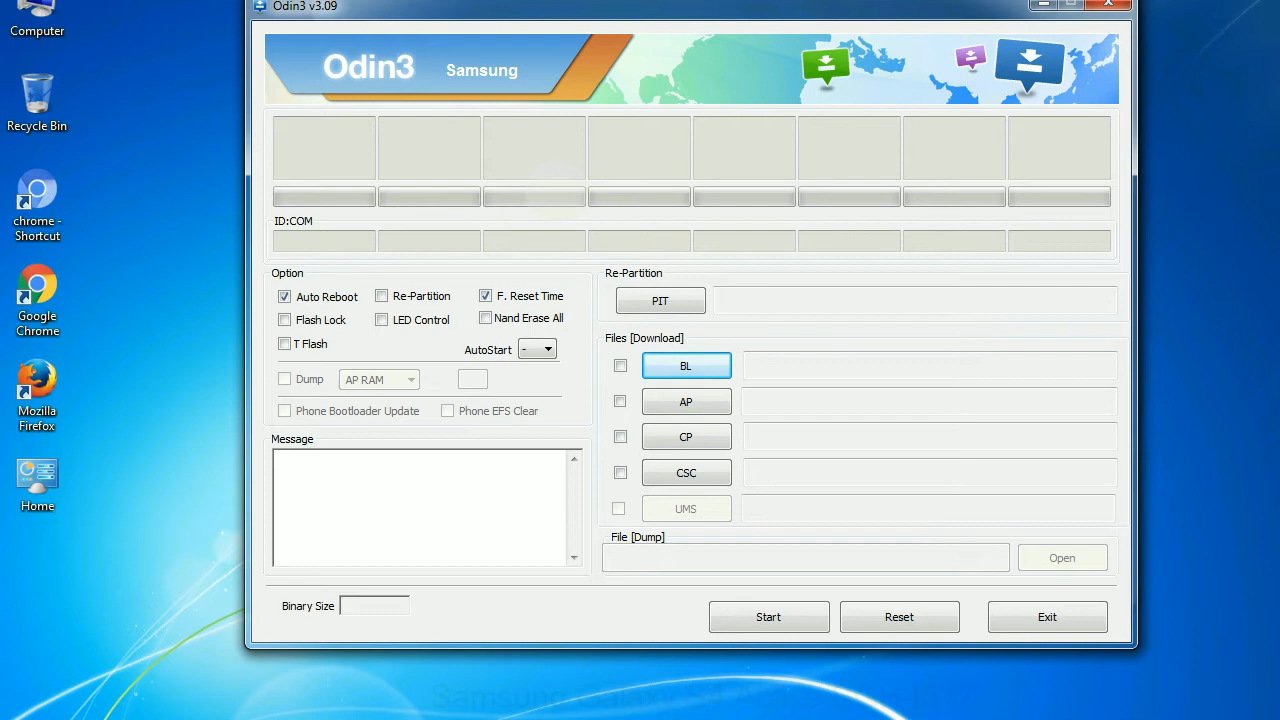 Odin3 v3.09
Computer
Recycle Bin
chrome -
Shortcut
Google
Chrome
Mozilla
Firefox
Home
Odin3 Samsung
ID:COM
Option
Auto Reboot
Re-Partition
F. Reset Time
Flash Lock
LED Control
Nand Erase All
T Flash
AutoStart -
Dump AP RAM
Phone Bootloader Update
Phone EFS Clear
Message
Re-Partition
PIT
Files [Download]
BL
AP
CP
CSC
UMS
File [Dump]
Open
Binary Size
Start
Reset
Exit
Samsung Galaxy S4